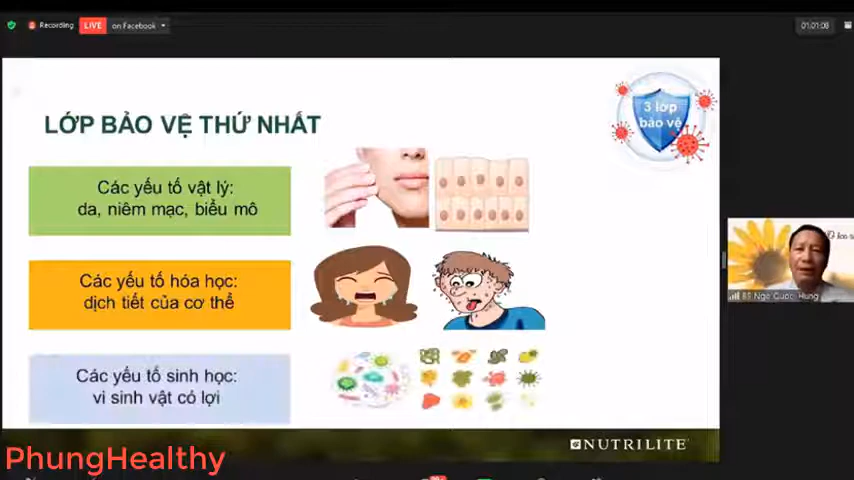 Recording
LIVE
on Facebook
01:01:03
LỚP BẢO VỆ THỨ NHẤT
3 lớp
bảo vệ
Các yếu tố vật lý:
da, niêm mạc, biểu mô
Các yếu tố hóa học:
dịch tiết của cơ thể
Các yếu tố sinh học:
vi sinh vật có lợi
BS Ngô Quốc Hưng
NUTRILITE
PhungHealthy